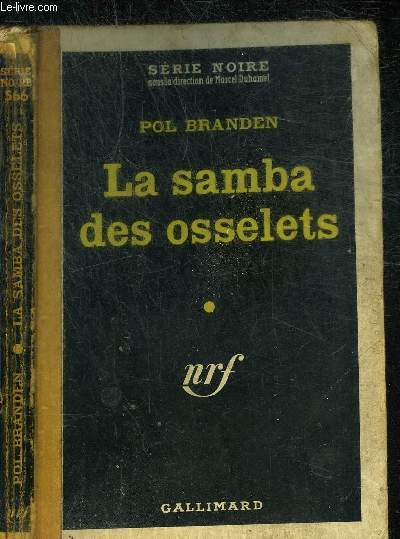 Le-livre.com
SÉRIE NOIRE
sous la direction de Marcel Duhamel
POL BRANDEN
La samba
des osselets
nrf
GALLIMARD
SÉRIE
NOIRE
566
LA SAMBA DES OSSELETS
POL BRANDEN
nrf